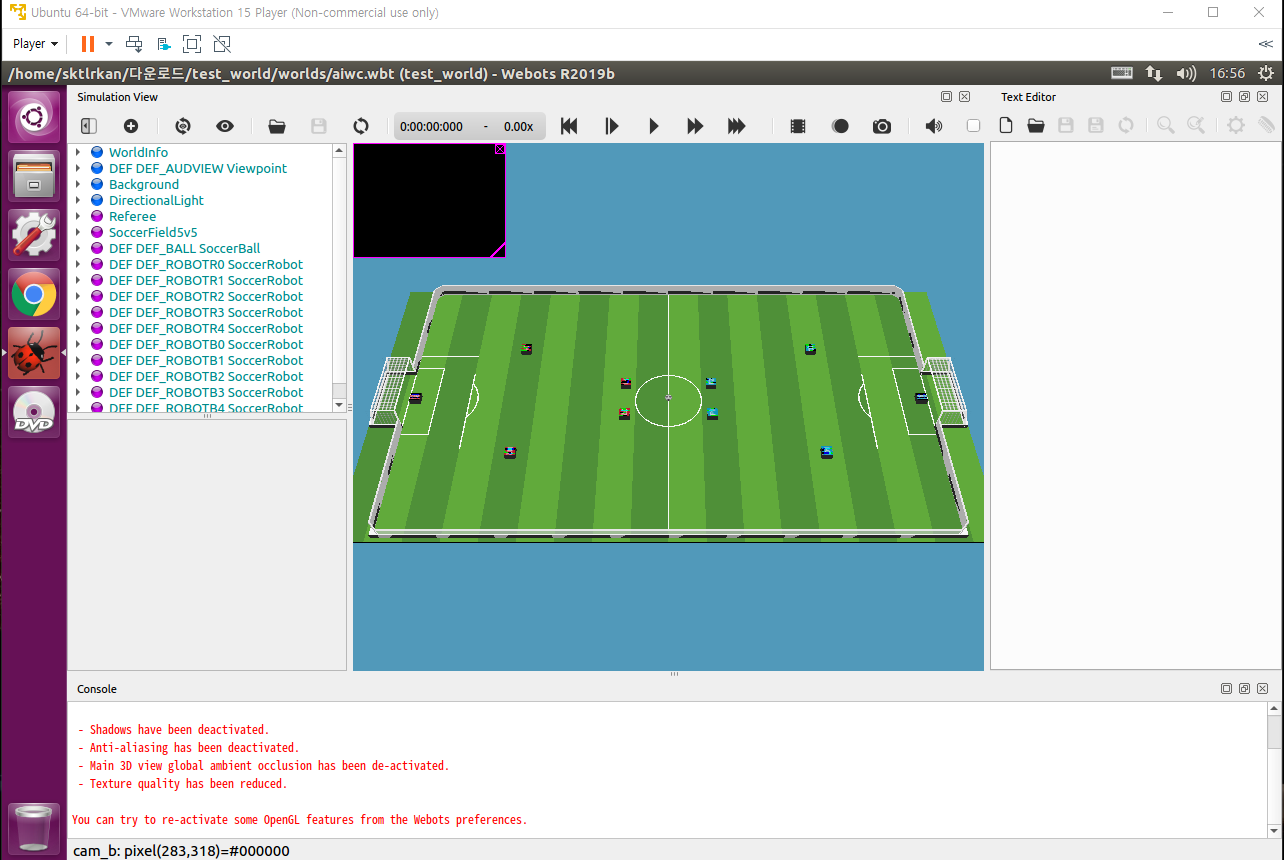 Ubuntu 64-bit - VMware Workstation 15 Player (Non-commercial use only)
Player
/home/sktlrkan/다운로드/test_world/worlds/aiwc.wbt (test_world) - Webots R2019b
16:56
Simulation View
Text Editor
0:00:00:000 - 0.00x
WorldInfo
DEF DEF_AUDVIEW Viewpoint
Background
DirectionalLight
Referee
SoccerField5v5
DEF DEF_BALL SoccerBall
DEF DEF_ROBOTR0 SoccerRobot
DEF DEF_ROBOTR1 SoccerRobot
DEF DEF_ROBOTR2 SoccerRobot
DEF DEF_ROBOTR3 SoccerRobot
DEF DEF_ROBOTR4 SoccerRobot
DEF DEF_ROBOTB0 SoccerRobot
DEF DEF_ROBOTB1 SoccerRobot
DEF DEF_ROBOTB2 SoccerRobot
DEF DEF_ROBOTB3 SoccerRobot
DEF DEF_ROBOTB4 SoccerRobot
DVD
Console
- Shadows have been deactivated.
- Anti-aliasing has been deactivated.
- Main 3D view global ambient occlusion has been de-activated.
- Texture quality has been reduced.
You can try to re-activate some OpenGL features from the Webots preferences.
cam_b: pixel(283,318)=#000000